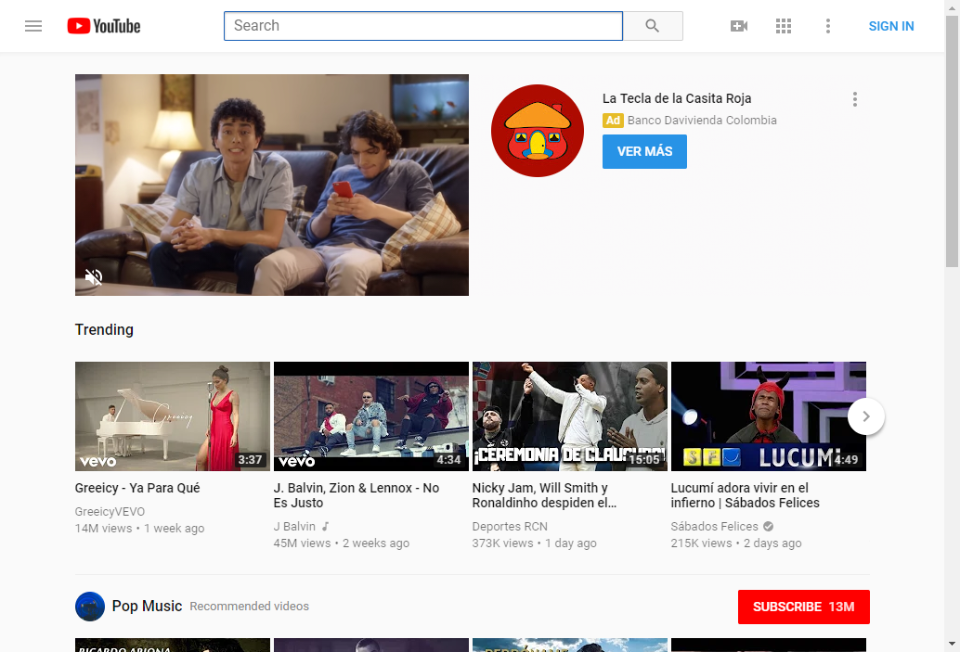 YouTube
Search
SIGN IN
La Tecla de la Casita Roja
Ad Banco Davivienda Colombia
VER MÁS
Trending
Greeicy
vevo
3:37
vevo
4:34
¡CEREMONIA DE CLAUSURA!
15:05
SFS LUCUMÍ
4:49
Greeicy - Ya Para Qué
GreeicyVEVO
14M views • 1 week ago
J. Balvin, Zion & Lennox - No
Es Justo
J Balvin
45M views • 2 weeks ago
Nicky Jam, Will Smith y
Ronaldinho despiden el...
Deportes RCN
373K views • 1 day ago
Lucumí adora vivir en el
infierno | Sábados Felices
Sábados Felices
215K views • 2 days ago
Pop Music Recommended videos
SUBSCRIBE 13M
RICARDO ARJONA